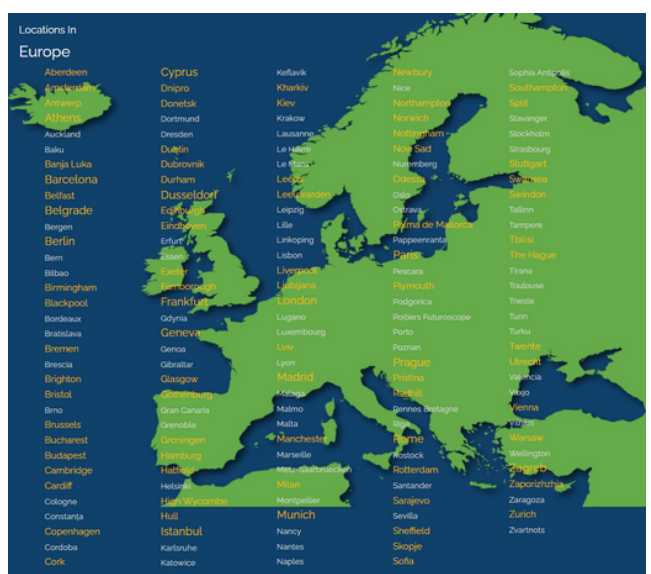 Locations In
Europe
Aberdeen
Amsterdam
Antwerp
Athens
Auckland
Baku
Banja Luka
Barcelona
Belfast
Belgrade
Bergen
Berlin
Bern
Bilbao
Birmingham
Blackpool
Bordeaux
Bratislava
Bremen
Brescia
Brighton
Bristol
Brno
Brussels
Bucharest
Budapest
Cambridge
Cardiff
Cologne
Constanța
Copenhagen
Cordoba
Cork
Cyprus
Dnipro
Donetsk
Dortmund
Dresden
Dublin
Dubrovnik
Durham
Dusseldorf
Edinburgh
Eindhoven
Erfurt
Essen
Exeter
Farnborough
Frankfurt
Gdynia
Geneva
Genoa
Gibraltar
Glasgow
Gothenburg
Gran Canaria
Grenoble
Groningen
Hamburg
Hatfield
Helsinki
High Wycombe
Hull
Istanbul
Karlsruhe
Katowice
Keflavik
Kharkiv
Kiev
Krakow
Lausanne
Le Havre
Le Mans
Leeds
Leeuwarden
Leipzig
Lille
Linkoping
Lisbon
Liverpool
Ljubljana
London
Lugano
Luxembourg
Lviv
Lyon
Madrid
Malaga
Malmo
Malta
Manchester
Marseille
Metz-Saarbruecken
Milan
Montpellier
Munich
Nancy
Nantes
Naples
Newbury
Nice
Northampton
Norwich
Nottingham
Novi Sad
Nuremberg
Odessa
Oslo
Ostrava
Palma de Mallorca
Pappeenranta
Paris
Pescara
Plymouth
Podgorica
Poitiers Futuroscope
Porto
Poznan
Prague
Pristina
Redhill
Rennes Bretagne
Riga
Rome
Rostock
Rotterdam
Santander
Sarajevo
Sevilla
Sheffield
Skopje
Sofia
Sophia Antipolis
Southampton
Split
Stavanger
Stockholm
Strasbourg
Stuttgart
Swansea
Swindon
Tallinn
Tampere
Tbilisi
The Hague
Tirana
Toulouse
Trieste
Turin
Turku
Twente
Utrecht
Valencia
Vaxjo
Vienna
Vilnius
Warsaw
Wellington
Zagreb
Zaporizhzhia
Zaragoza
Zurich
Zvartnots